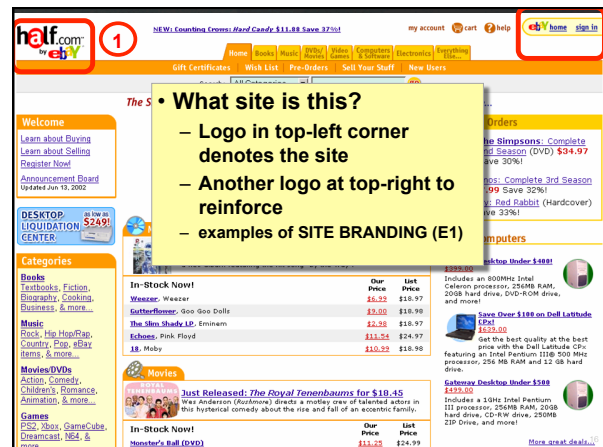 half.com
by ebY
1
NEW: Counting Crows: Hard Candy $11.88 Save 37%!
my account
cart
help
ebY home sign in
Home
Books
Music
DVDs/ Movies
Video Games
Computers & Software
Electronics
Everything Else...
Gift Certificates | Wish List | Pre-Orders | Sell Your Stuff | New Users
All Categories
The S
• What site is this?
– Logo in top-left corner
denotes the site
– Another logo at top-right to
reinforce
– examples of SITE BRANDING (E1)
Welcome
Learn about Buying
Learn about Selling
Register Now!
Announcement Board
Updated Jun 13, 2002
DESKTOP
LIQUIDATION
CENTER
as low as
$249!
Categories
Books
Textbooks, Fiction,
Biography, Cooking,
Business, & more...
Music
Rock, Hip Hop/Rap,
Country, Pop, eBay
items, & more...
Movies/DVDs
Action, Comedy,
Children's, Romance,
Animation, & more...
Games
PS2, Xbox, GameCube,
Dreamcast, N64, &
In-Stock Now!
Our Price
List Price
Weezer, Weezer $6.99 $18.97
Gutterflower, Goo Goo Dolls $9.00 $18.98
The Slim Shady LP, Eminem $2.98 $18.97
Echoes, Pink Floyd $11.54 $24.97
18, Moby $10.99 $18.98
Movies
ROYAL
TENENBAUMS
Just Released: The Royal Tenenbaums for $18.45
Wes Anderson (Rushmore) directs a motley crew of talented actors in
this hysterical comedy about the rise and fall of an eccentric family.
In-Stock Now!
Our Price
List Price
Monster's Ball (DVD) $11.25 $24.99
Orders
he Simpsons: Complete
nd Season (DVD) $34.97
ave 30%!
nos: Complete 3rd Season
.99 Save 32%!
y: Red Rabbit (Hardcover)
ve 33%!
mputers
sktop Under $400!
$399.00
Includes an 800MHz Intel
Celeron processor, 256MB RAM,
20GB hard drive, DVD-ROM drive,
and more!
Save Over $100 on Dell Latitude
CPx!
$639.00
Get the best quality at the best
price with the Dell Latitude CPx
featuring an Intel Pentium III® 500 MHz
processor, 256 MB RAM and 12 GB hard
drive.
Gateway Desktop Under $500
$499.00
Includes a 1GHz Intel Pentium
III processor, 256MB RAM, 20GB
hard drive, CD-RW drive, 250MB
ZIP Drive, and more!
More great deals...